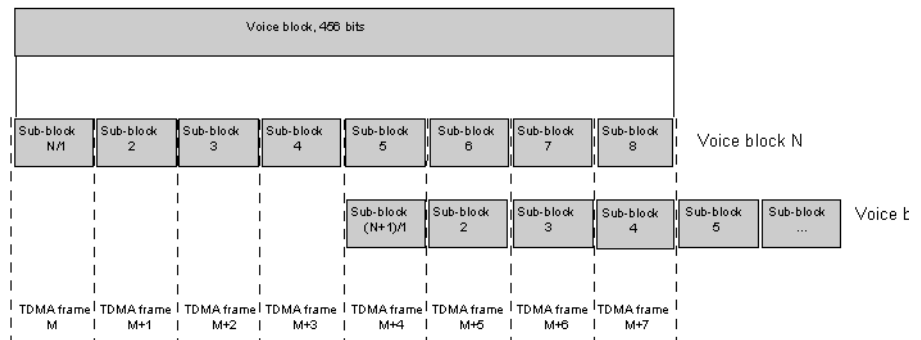 Voice block, 456 bits
Sub-block N/1
Sub-block 2
Sub-block 3
Sub-block 4
Sub-block 5
Sub-block 6
Sub-block 7
Sub-block 8
Voice block N
Sub-block (N+1)/1
Sub-block 2
Sub-block 3
Sub-block 4
Sub-block 5
Sub-block ...
Voice b
TDMA frame M
TDMA frame M+1
TDMA frame M+2
TDMA frame M+3
TDMA frame M+4
TDMA frame M+5
TDMA frame M+6
TDMA frame M+7